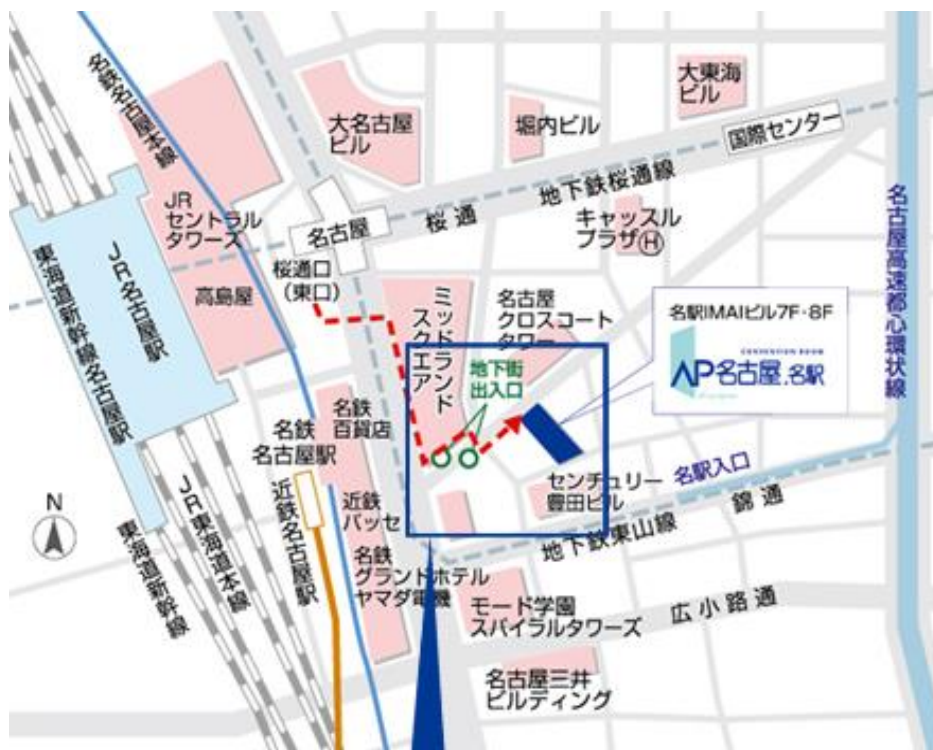 名鉄名古屋本線
大東海
ビル
大名古屋
ビル
堀内ビル
国際センター
地下鉄桜通線
桜通
名古屋
キャッスル
プラザⒽ
JR
セントラル
タワーズ
JR名古屋駅
東海道新幹線名古屋駅
高島屋
桜通口
(東口)
ミッドランド
スクエア
名古屋
クロスコート
タワー
名駅IMAIビル7F・8F
CONVENTION ROOM
AP名古屋.名駅
名古屋高速都心環状線
地下街
出入口
名鉄
百貨店
名鉄
名古屋駅
近鉄名古屋駅
近鉄
パッセ
センチュリー
豊田ビル
名駅入口
錦通
地下鉄東山線
N
JR東海道本線
東海道新幹線
名鉄
グランドホテル
ヤマダ電機
モード学園
スパイラルタワーズ
広小路通
名古屋三井
ビルディング